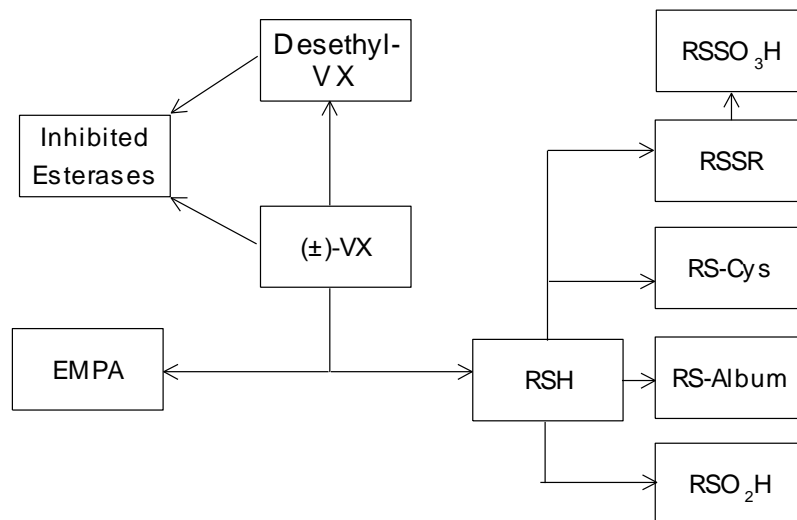 Desethyl-
VX
RSSO₃H
Inhibited
Esterases
RSSR
(±)-VX
RS-Cys
EMPA
RSH
RS-Album
RSO₂H